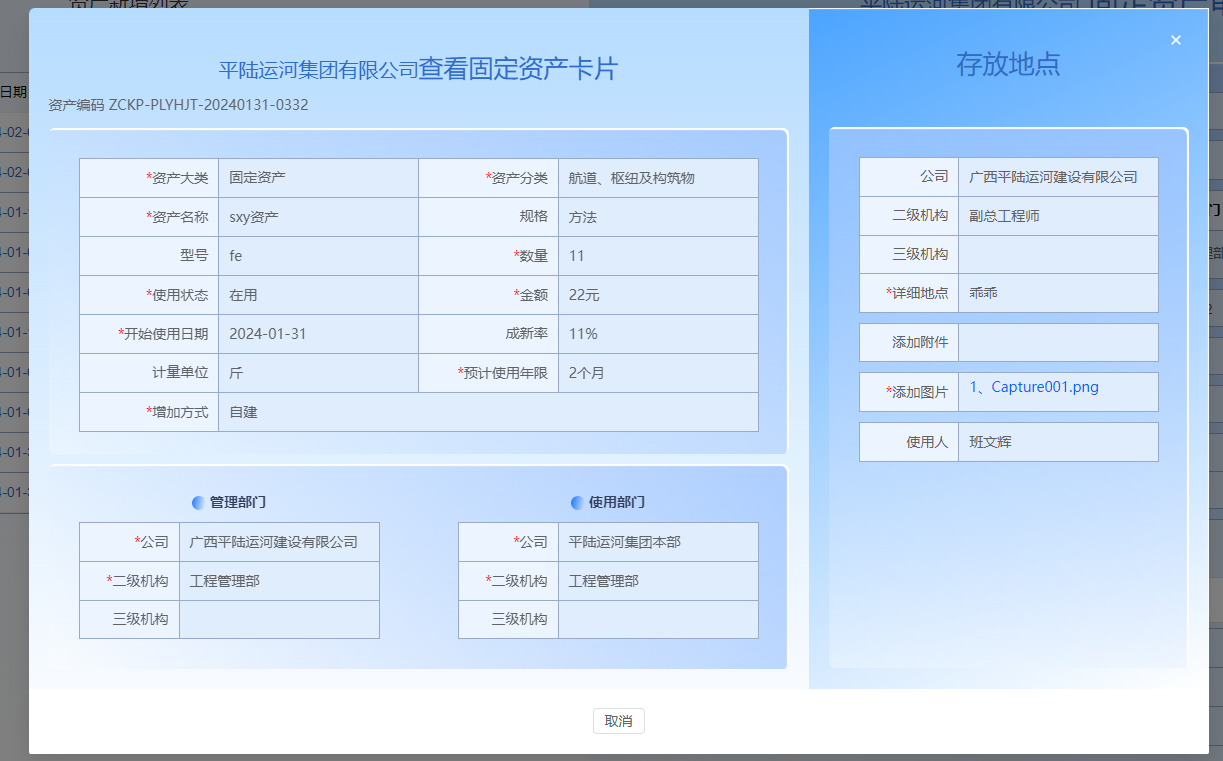 平陆运河集团有限公司查看固定资产卡片
资产编码 ZCKP-PLYHJT-20240131-0332
*资产大类 固定资产 *资产分类 航道、枢纽及构筑物
*资产名称 sxy资产 规格 方法
型号 fe *数量 11
*使用状态 在用 *金额 22元
*开始使用日期 2024-01-31 成新率 11%
计量单位 斤 *预计使用年限 2个月
*增加方式 自建
管理部门
*公司 广西平陆运河建设有限公司
*二级机构 工程管理部
三级机构
使用部门
*公司 平陆运河集团本部
*二级机构 工程管理部
三级机构
存放地点
×
公司 广西平陆运河建设有限公司
二级机构 副总工程师
三级机构
*详细地点 乖乖
添加附件
*添加图片 1、Capture001.png
使用人 班文辉
取消